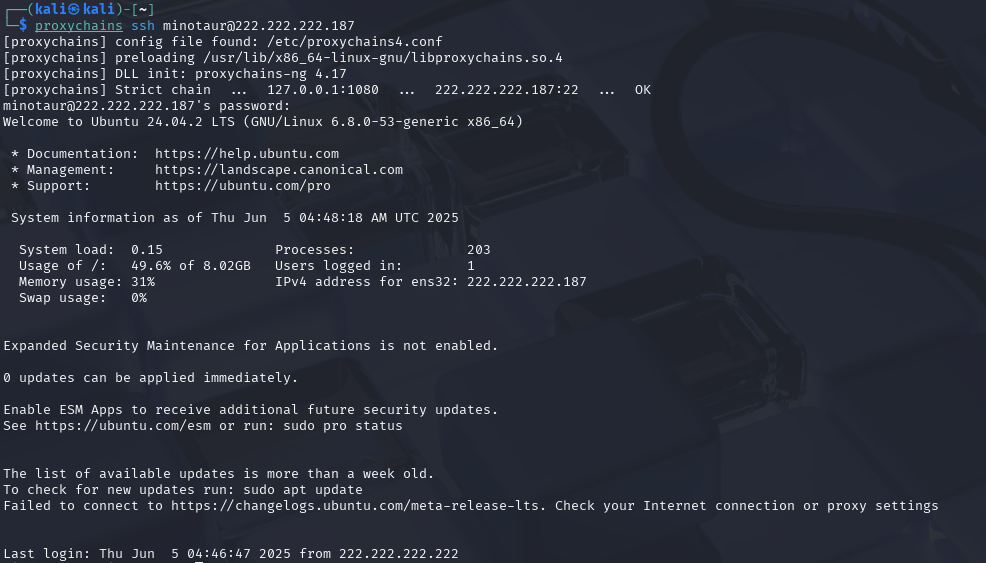 ┌──(kali㉿kali)-[~]
└─$ proxychains ssh minotaur@222.222.222.187
[proxychains] config file found: /etc/proxychains4.conf
[proxychains] preloading /usr/lib/x86_64-linux-gnu/libproxychains.so.4
[proxychains] DLL init: proxychains-ng 4.17
[proxychains] Strict chain  ...  127.0.0.1:1080  ...  222.222.222.187:22  ...  OK
minotaur@222.222.222.187's password:
Welcome to Ubuntu 24.04.2 LTS (GNU/Linux 6.8.0-53-generic x86_64)
 * Documentation:  https://help.ubuntu.com
 * Management:     https://landscape.canonical.com
 * Support:        https://ubuntu.com/pro
 System information as of Thu Jun  5 04:48:18 AM UTC 2025
  System load:  0.15              Processes:              203
  Usage of /:   49.6% of 8.02GB   Users logged in:        1
  Memory usage: 31%               IPv4 address for ens32: 222.222.222.187
  Swap usage:   0%
Expanded Security Maintenance for Applications is not enabled.
0 updates can be applied immediately.
Enable ESM Apps to receive additional future security updates.
See https://ubuntu.com/esm or run: sudo pro status
The list of available updates is more than a week old.
To check for new updates run: sudo apt update
Failed to connect to https://changelogs.ubuntu.com/meta-release-lts. Check your Internet connection or proxy settings
Last login: Thu Jun  5 04:46:47 2025 from 222.222.222.222